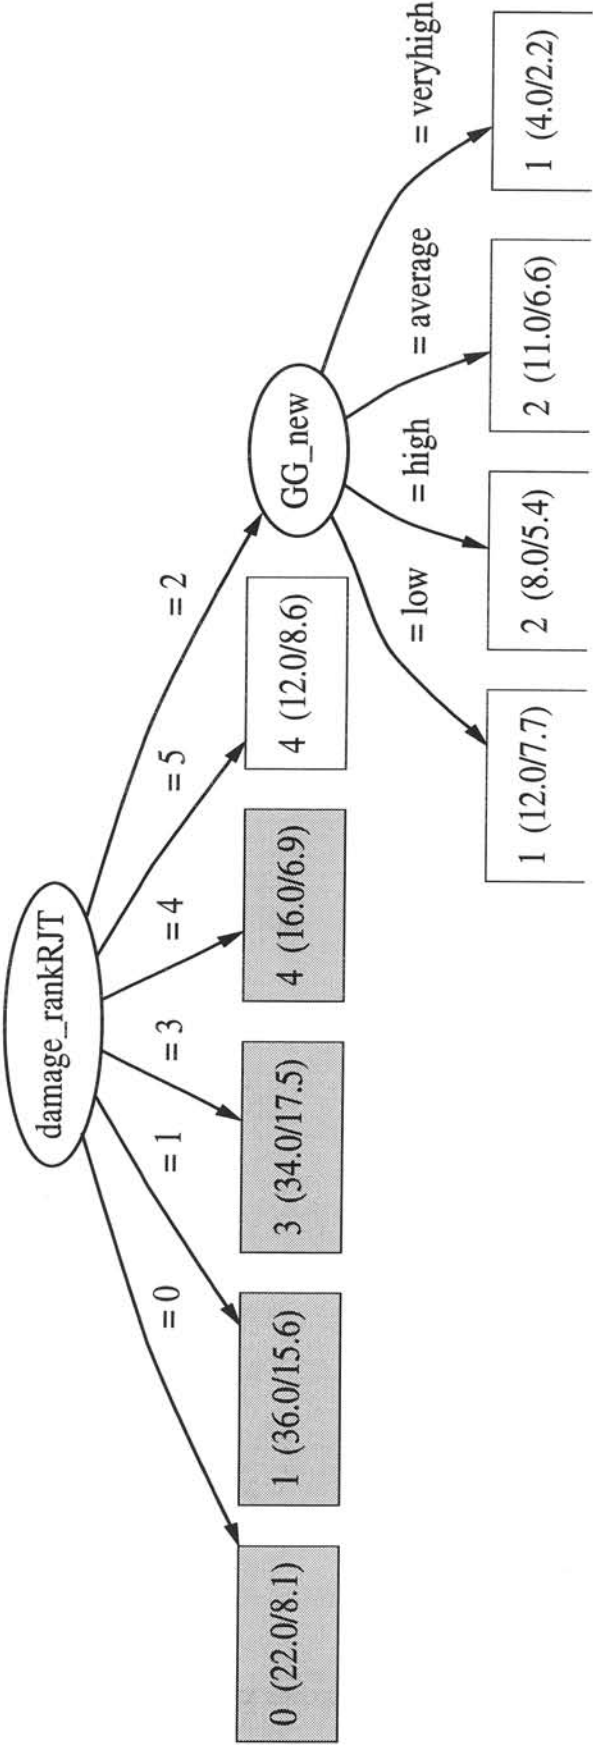 damage_rankRJT
= 0
= 1
= 3
= 4
= 5
= 2
0 (22.0/8.1)
1 (36.0/15.6)
3 (34.0/17.5)
4 (16.0/6.9)
4 (12.0/8.6)
GG_new
= low
= high
= average
= veryhigh
1 (12.0/7.7)
2 (8.0/5.4)
2 (11.0/6.6)
1 (4.0/2.2)